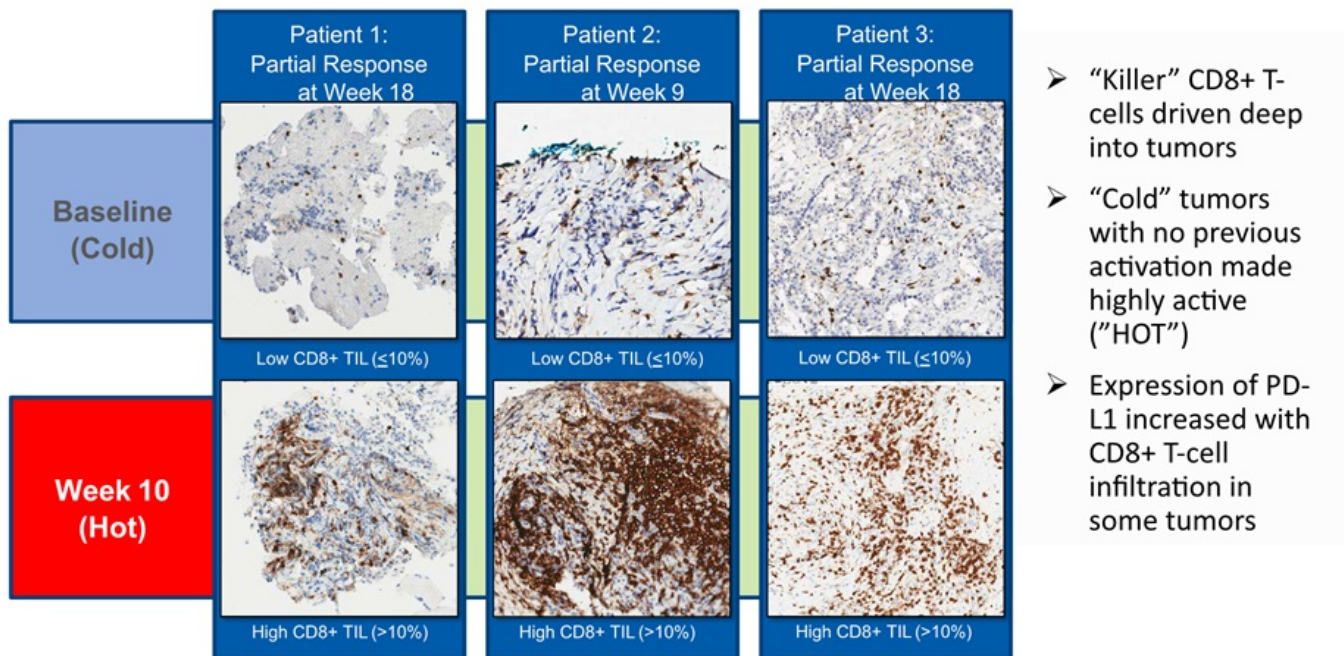 Patient 1:
Partial Response
at Week 18
Patient 2:
Partial Response
at Week 9
Patient 3:
Partial Response
at Week 18
Baseline
(Cold)
Low CD8+ TIL (≤10%)
Low CD8+ TIL (≤10%)
Low CD8+ TIL (≤10%)
Week 10
(Hot)
High CD8+ TIL (>10%)
High CD8+ TIL (>10%)
High CD8+ TIL (>10%)
➢ “Killer” CD8+ T-
cells driven deep
into tumors
➢ “Cold” tumors
with no previous
activation made
highly active
(”HOT”)
➢ Expression of PD-
L1 increased with
CD8+ T-cell
infiltration in
some tumors